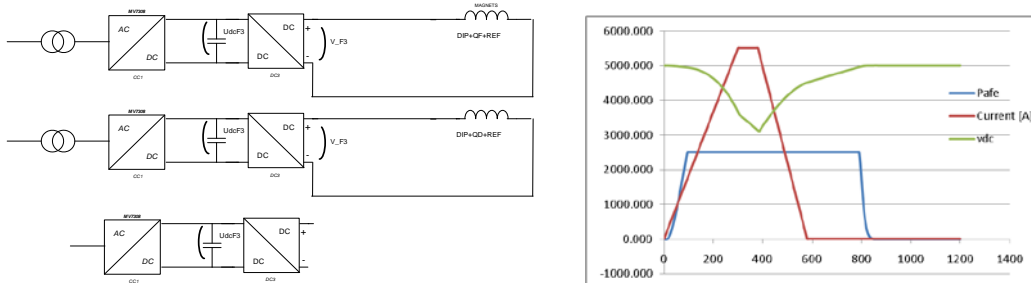 MV7308
AC
DC
CC1
UdcF3
DC
DC
DC3
+
-
V_F3
MAGNETS
DIP+QF+REF
MV7308
AC
DC
CC1
UdcF3
DC
DC
DC3
+
-
V_F3
DIP+QD+REF
MV7308
AC
DC
CC1
UdcF3
DC
DC
DC3
+
-
6000.000
5000.000
4000.000
3000.000
2000.000
1000.000
0.000
-1000.000
0 200 400 600 800 1000 1200 1400
Pafe
Current [A]
vdc